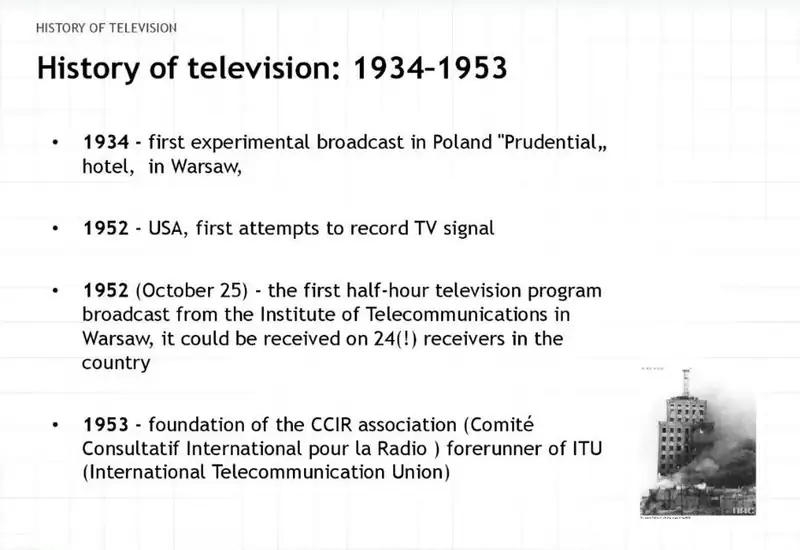 HISTORY OF TELEVISION
History of television: 1934–1953
• 1934 - first experimental broadcast in Poland "Prudential„
hotel, in Warsaw,
• 1952 - USA, first attempts to record TV signal
• 1952 (October 25) - the first half-hour television program
broadcast from the Institute of Telecommunications in
Warsaw, it could be received on 24(!) receivers in the
country
• 1953 - foundation of the CCIR association (Comité
Consultatif International pour la Radio ) forerunner of ITU
(International Telecommunication Union)